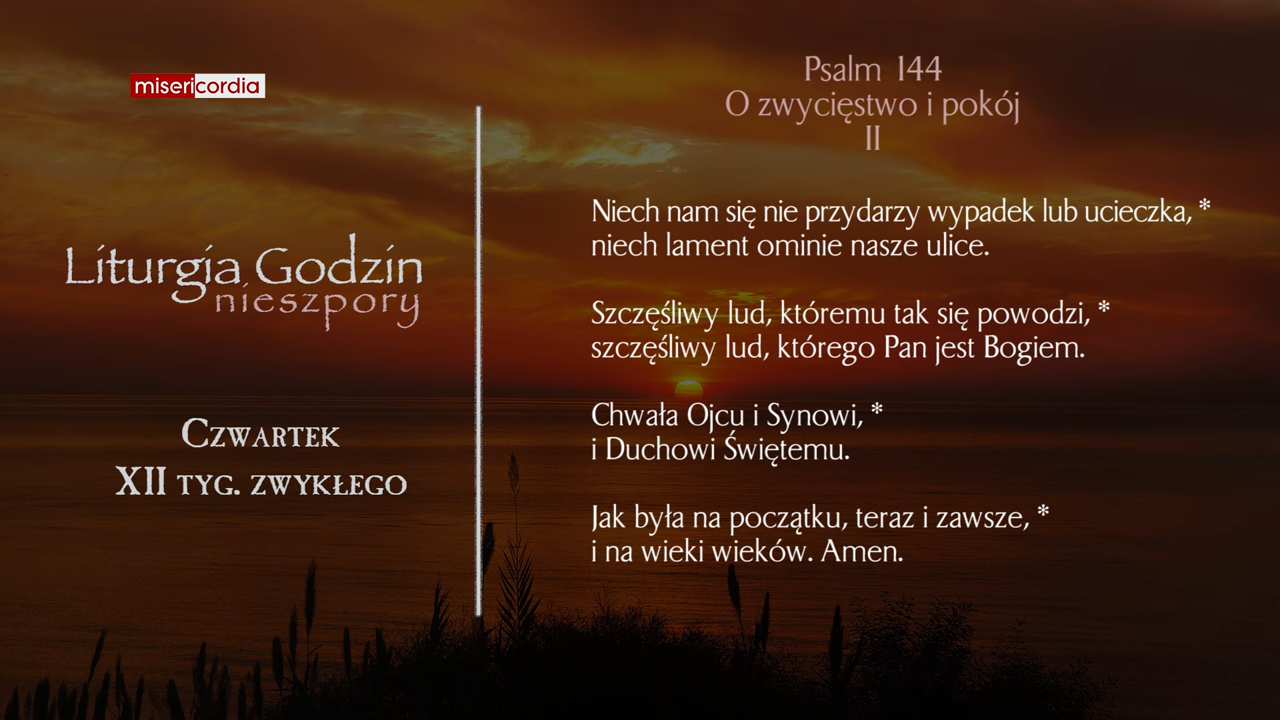 misericordia
Liturgia Godzin
nieszpory
Czwartek
XII tyg. zwykłego
Psalm 144
O zwycięstwo i pokój
II
Niech nam się nie przydarzy wypadek lub ucieczka, *
niech lament ominie nasze ulice.
Szczęśliwy lud, któremu tak się powodzi, *
szczęśliwy lud, którego Pan jest Bogiem.
Chwała Ojcu i Synowi, *
i Duchowi Świętemu.
Jak była na początku, teraz i zawsze, *
i na wieki wieków. Amen.